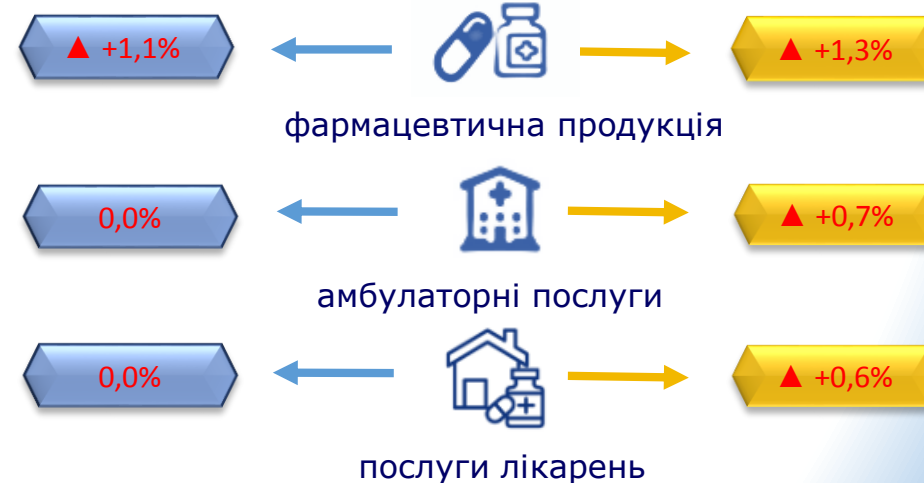 ▲ +1,1%
▲ +1,3%
фармацевтична продукція
0,0%
▲ +0,7%
амбулаторні послуги
0,0%
▲ +0,6%
послуги лікарень